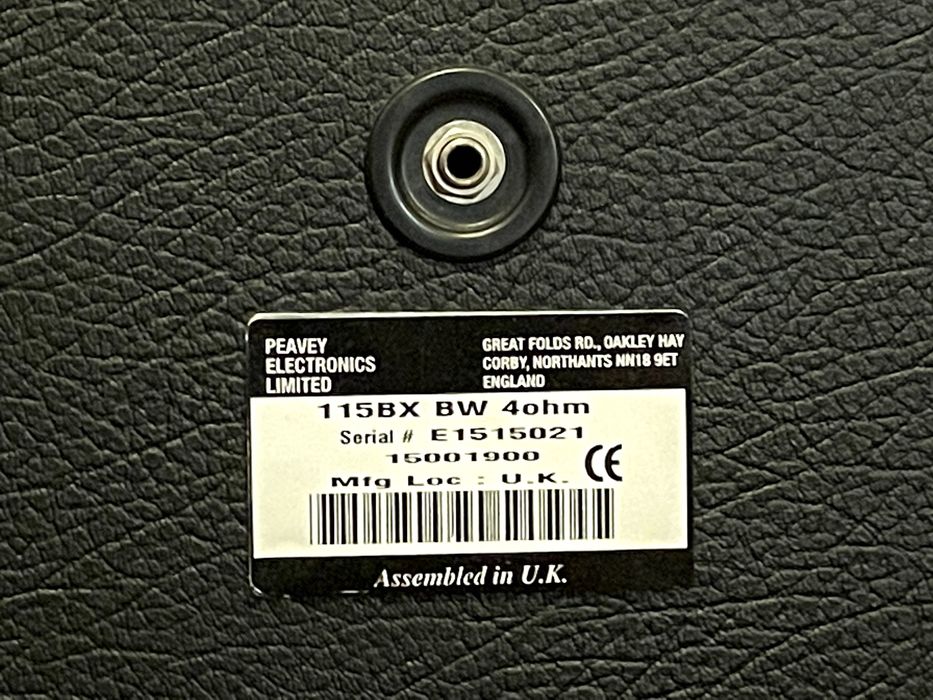 PEAVEY
ELECTRONICS
LIMITED
GREAT FOLDS RD., OAKLEY HAY
CORBY, NORTHANTS NN18 9ET
ENGLAND
115BX BW 4ohm
Serial # E1515021
15001900
CE
Mfg Loc : U.K.
Assembled in U.K.